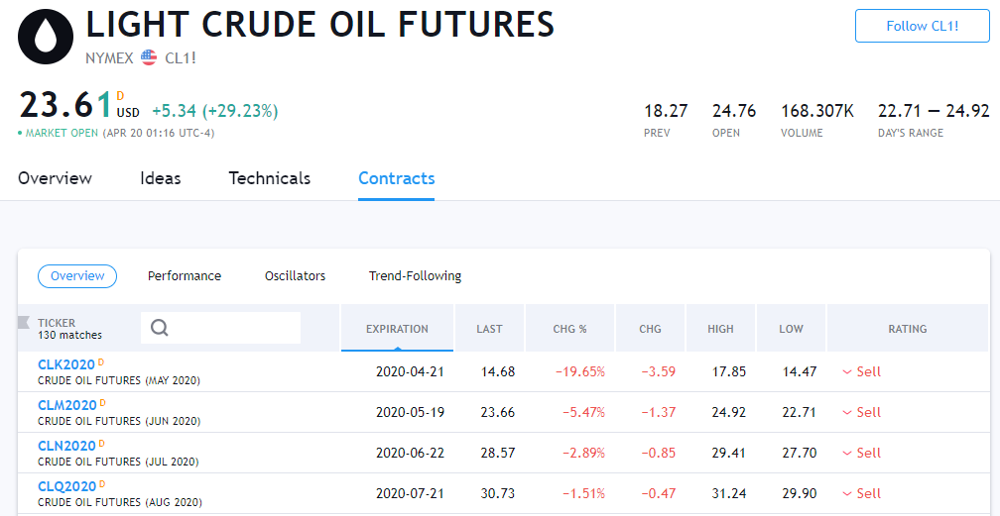 LIGHT CRUDE OIL FUTURES
Follow CL1!
NYMEX CL1!
23.61 D USD +5.34 (+29.23%)
18.27 24.76 168.307K 22.71 — 24.92
MARKET OPEN (APR 20 01:16 UTC-4)
PREV OPEN VOLUME DAY'S RANGE
Overview Ideas Technicals Contracts
Overview Performance Oscillators Trend-Following
TICKER EXPIRATION LAST CHG % CHG HIGH LOW RATING
130 matches
CLK2020 D 2020-04-21 14.68 −19.65% −3.59 17.85 14.47 Sell
CRUDE OIL FUTURES (MAY 2020)
CLM2020 D 2020-05-19 23.66 −5.47% −1.37 24.92 22.71 Sell
CRUDE OIL FUTURES (JUN 2020)
CLN2020 D 2020-06-22 28.57 −2.89% −0.85 29.41 27.70 Sell
CRUDE OIL FUTURES (JUL 2020)
CLQ2020 D 2020-07-21 30.73 −1.51% −0.47 31.24 29.90 Sell
CRUDE OIL FUTURES (AUG 2020)